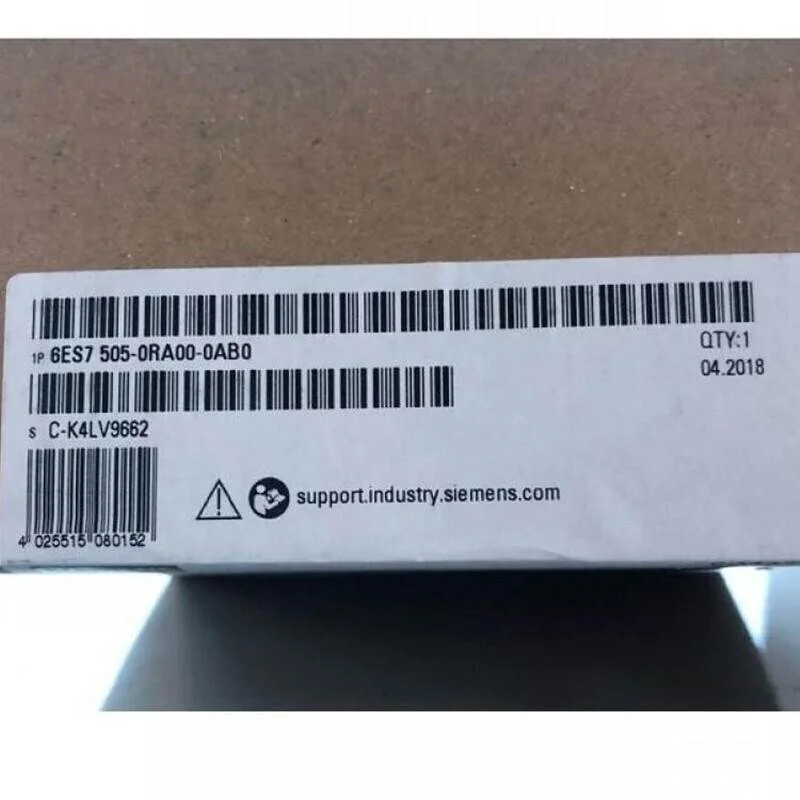 1P 6ES7 505-0RA00-0AB0
QTY:1
04.2018
S C-K4LV9662
support.industry.siemens.com
4 025515 080152